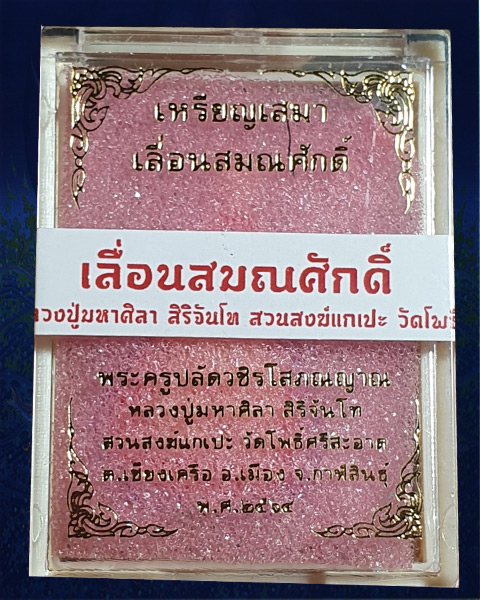 เหรียญเสมา
เลื่อนสมณศักดิ์
เลื่อนสมณศักดิ์
หลวงปู่มหาศิลา สิริจันโท สวนสงฆ์แกเปะ วัดโพธิ์
พระครูปลัดวชิรโสภณญาณ
หลวงปู่มหาศิลา สิริจันโท
สวนสงฆ์แกเปะ วัดโพธิ์ศรีสะอาด
ต.เชียงเครือ อ.เมือง จ.กาฬสินธุ์
พ.ศ.๒๕๖๔